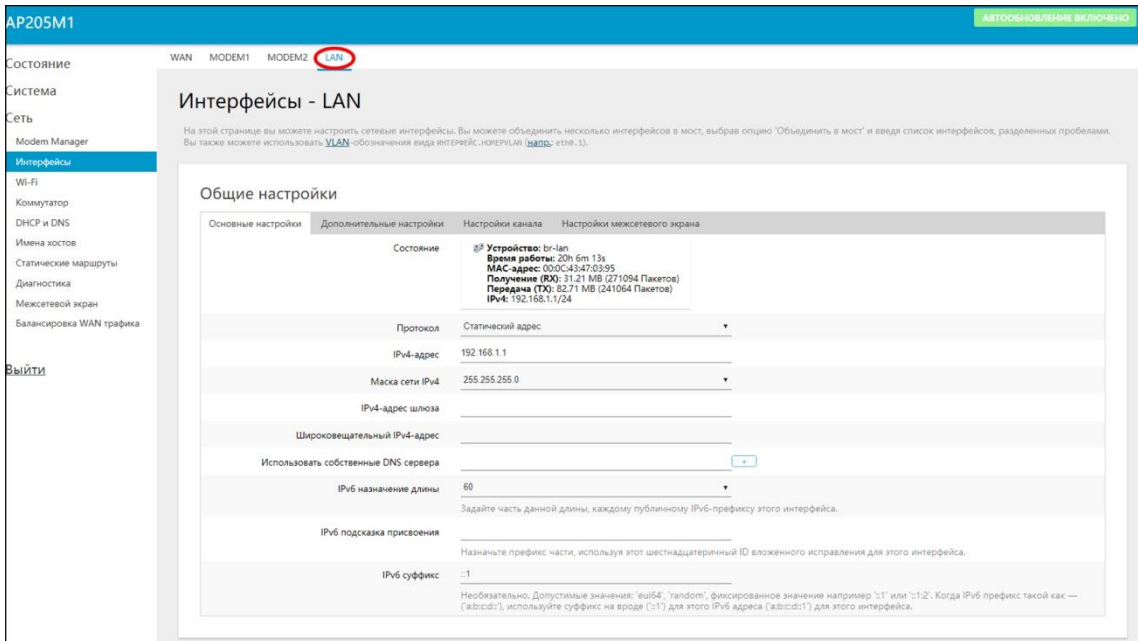 AP205M1
АВТООБНОВЛЕНИЕ ВКЛЮЧЕНО
Состояние
Система
Сеть
Modem Manager
Интерфейсы
Wi-Fi
Коммутатор
DHCP и DNS
Имена хостов
Статические маршруты
Диагностика
Межсетевой экран
Балансировка WAN трафика
Выйти
WAN MODEM1 MODEM2 LAN
Интерфейсы - LAN
На этой странице вы можете настроить сетевые интерфейсы. Вы можете объединить несколько интерфейсов в мост, выбрав опцию 'Объединить в мост' и введя список интерфейсов, разделенных пробелами.
Вы также можете использовать VLAN-обозначения вида ИНТЕРФЕЙС.НОМЕРVLAN (напр.: eth0.1).
Общие настройки
Основные настройки Дополнительные настройки Настройки канала Настройки межсетевого экрана
Состояние
Устройство: br-lan
Время работы: 20h 6m 13s
MAC-адрес: 00:0C:43:47:03:95
Получение (RX): 31.21 MB (271094 Пакетов)
Передача (TX): 82.71 MB (241064 Пакетов)
IPv4: 192.168.1.1/24
Протокол Статический адрес
IPv4-адрес 192.168.1.1
Маска сети IPv4 255.255.255.0
IPv4-адрес шлюза
Широковещательный IPv4-адрес
Использовать собственные DNS сервера +
IPv6 назначение длины 60
Задайте часть данной длины, каждому публичному IPv6-префиксу этого интерфейса.
IPv6 подсказка присвоения
Назначьте префикс части, используя этот шестнадцатеричный ID вложенного исправления для этого интерфейса.
IPv6 суффикс ::1
Необязательно. Допустимые значения: 'eui64', 'random', фиксированное значение например '::1' или '::1:2'. Когда IPv6 префикс такой как —
('a:b:c:d::'), используйте суффикс на вроде ('::1') для этого IPv6 адреса ('a:b:c:d::1') для этого интерфейса.